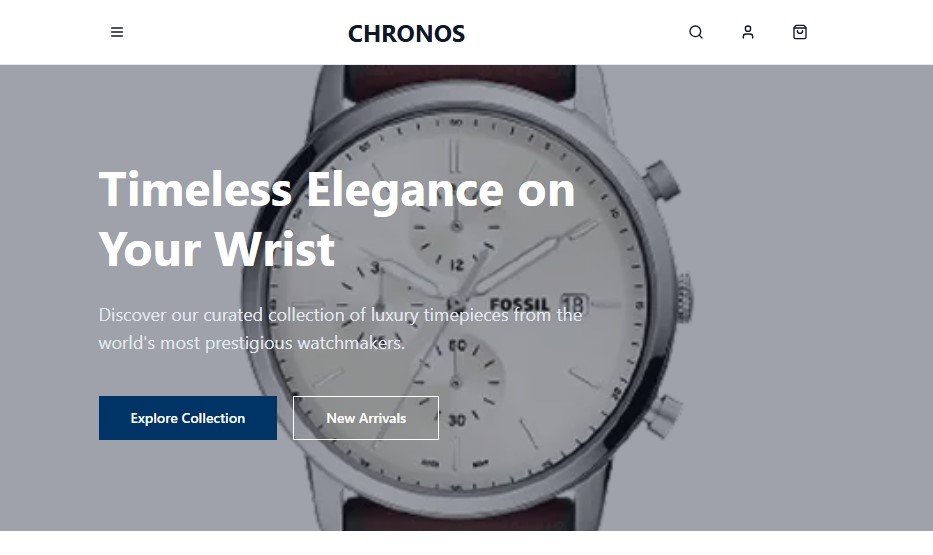 CHRONOS
Timeless Elegance on
Your Wrist
Discover our curated collection of luxury timepieces from the
world's most prestigious watchmakers.
Explore Collection
New Arrivals
60
12
3
FOSSIL 18
60
30